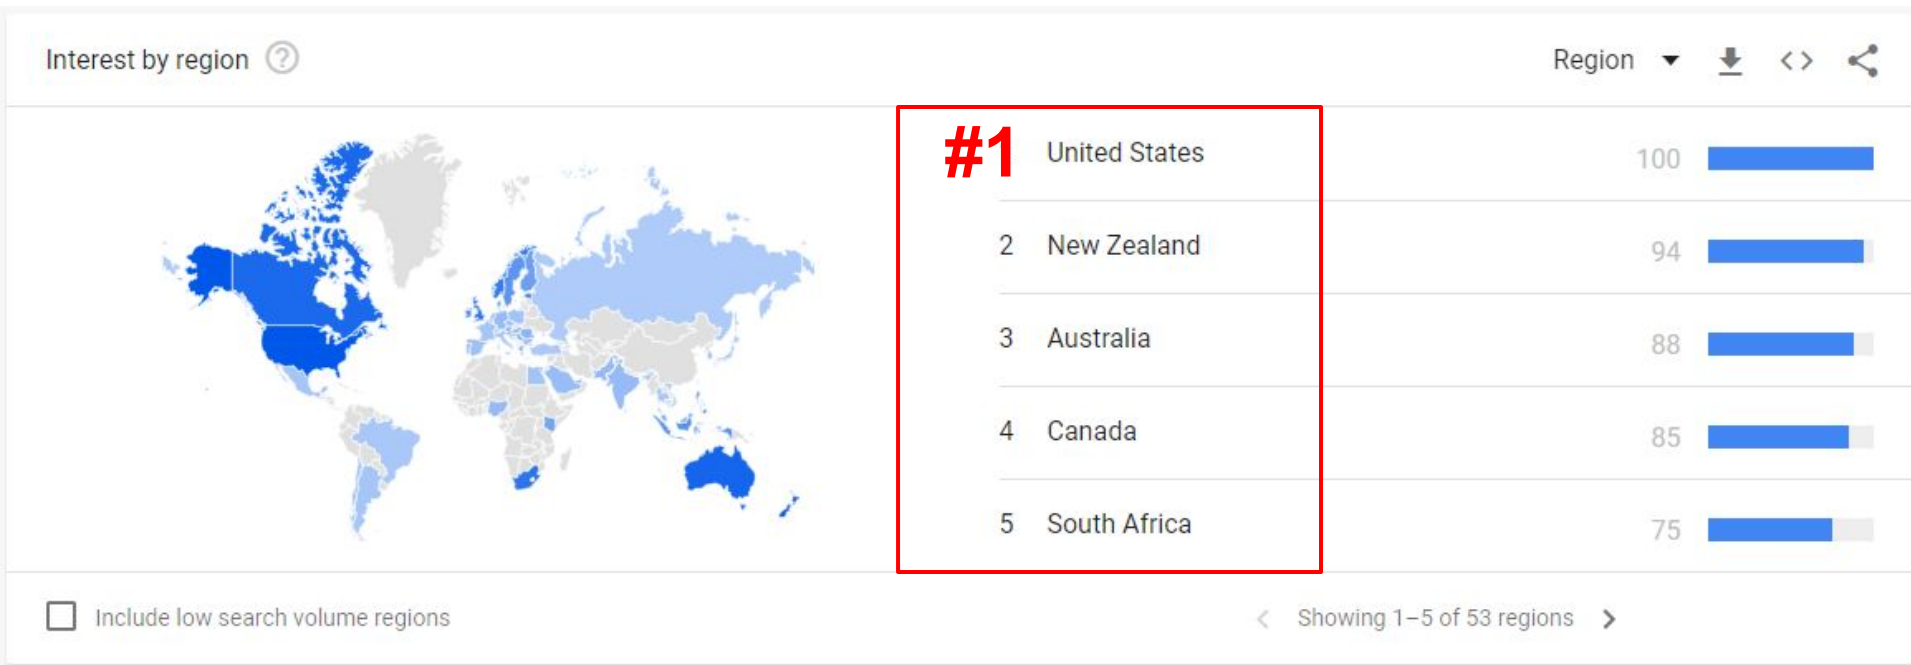 Interest by region ?
Region
#1 United States 100
2 New Zealand 94
3 Australia 88
4 Canada 85
5 South Africa 75
Include low search volume regions
Showing 1–5 of 53 regions